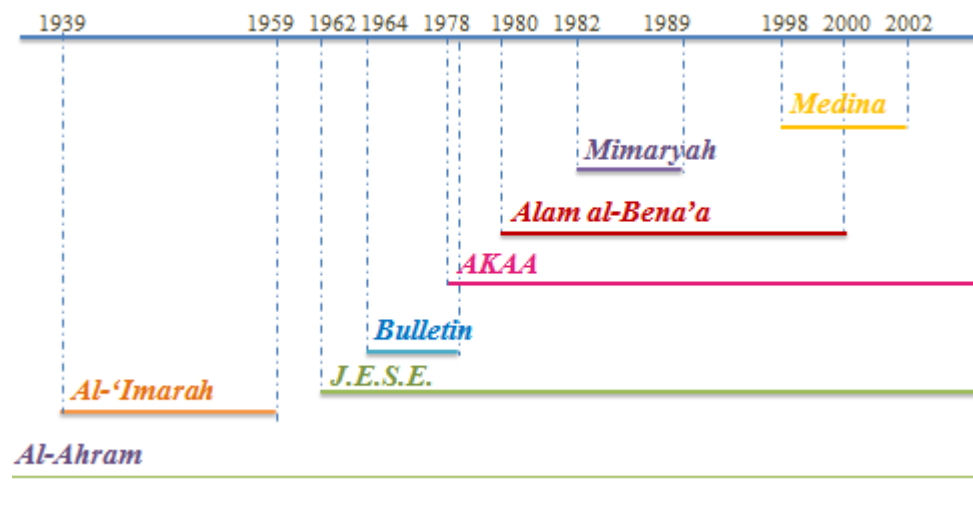 1939 1959 1962 1964 1978 1980 1982 1989 1998 2000 2002
Medina
Mimaryah
Alam al-Bena’a
AKAA
Bulletin
J.E.S.E.
Al-‘Imarah
Al-Ahram